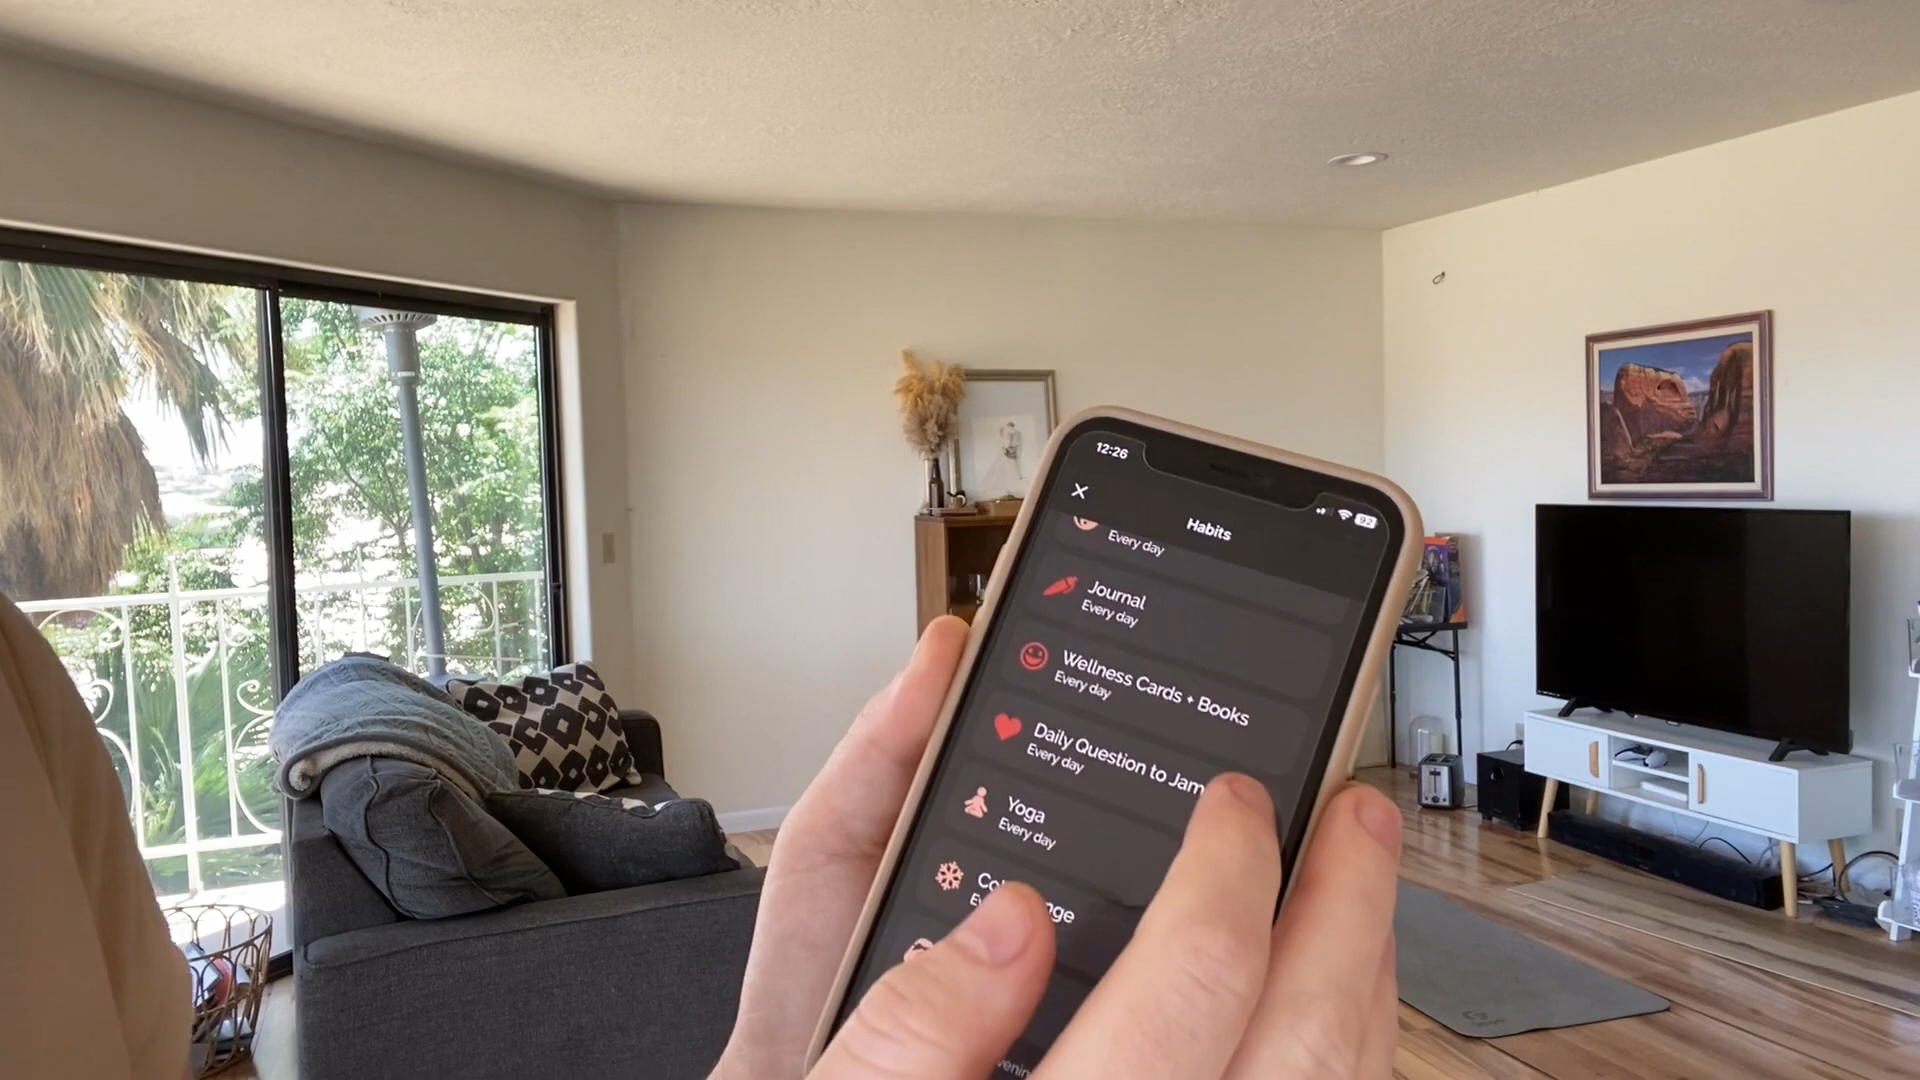 12:26
92
Habits
Every day
Journal
Every day
Wellness Cards + Books
Every day
Daily Question to Jam
Every day
Yoga
Every day